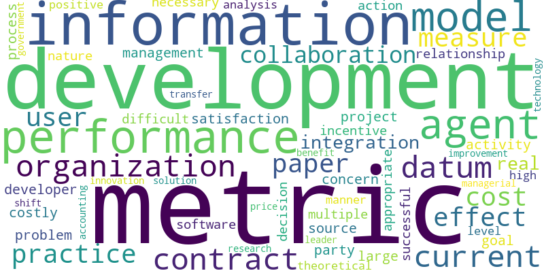 positive necessary analysis action
process government information model
nature management collaboration measure
development relationship
transfer technology
user difficult satisfaction project agent
performance incentive
integration activity
benefit improvement
organization paper datum real
concern appropriate high
developer innovation solution metric managerial cost
shift manner
costly accounting decision multiple successful effect
software price source level
problem leader party goal
practice contract research large current
theoretical